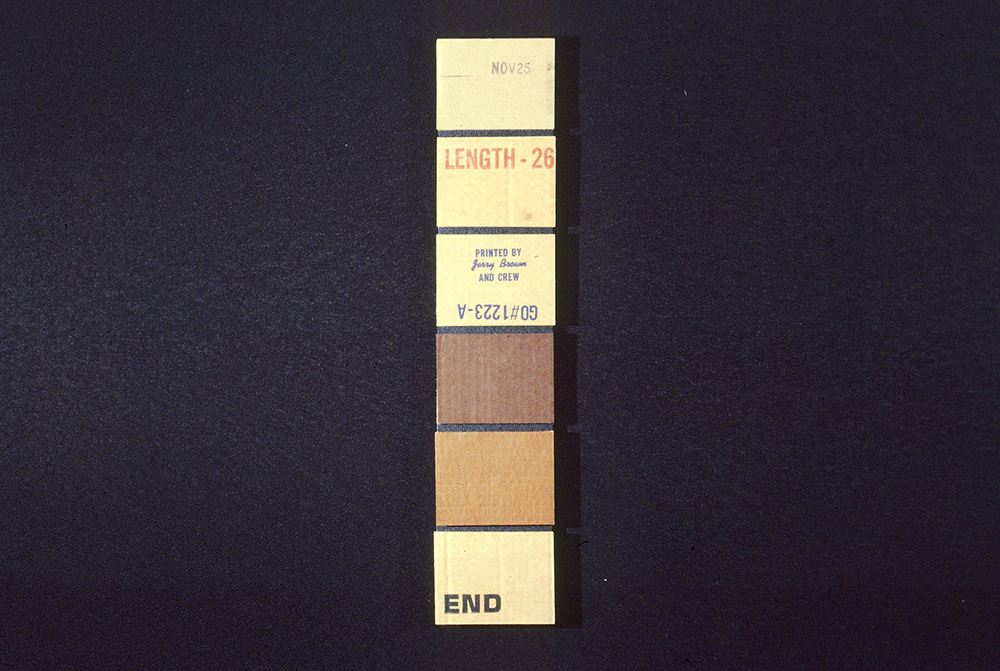 NOV25
LENGTH - 26
PRINTED BY
Jerry Brown
AND CREW
GO#1223-A
END